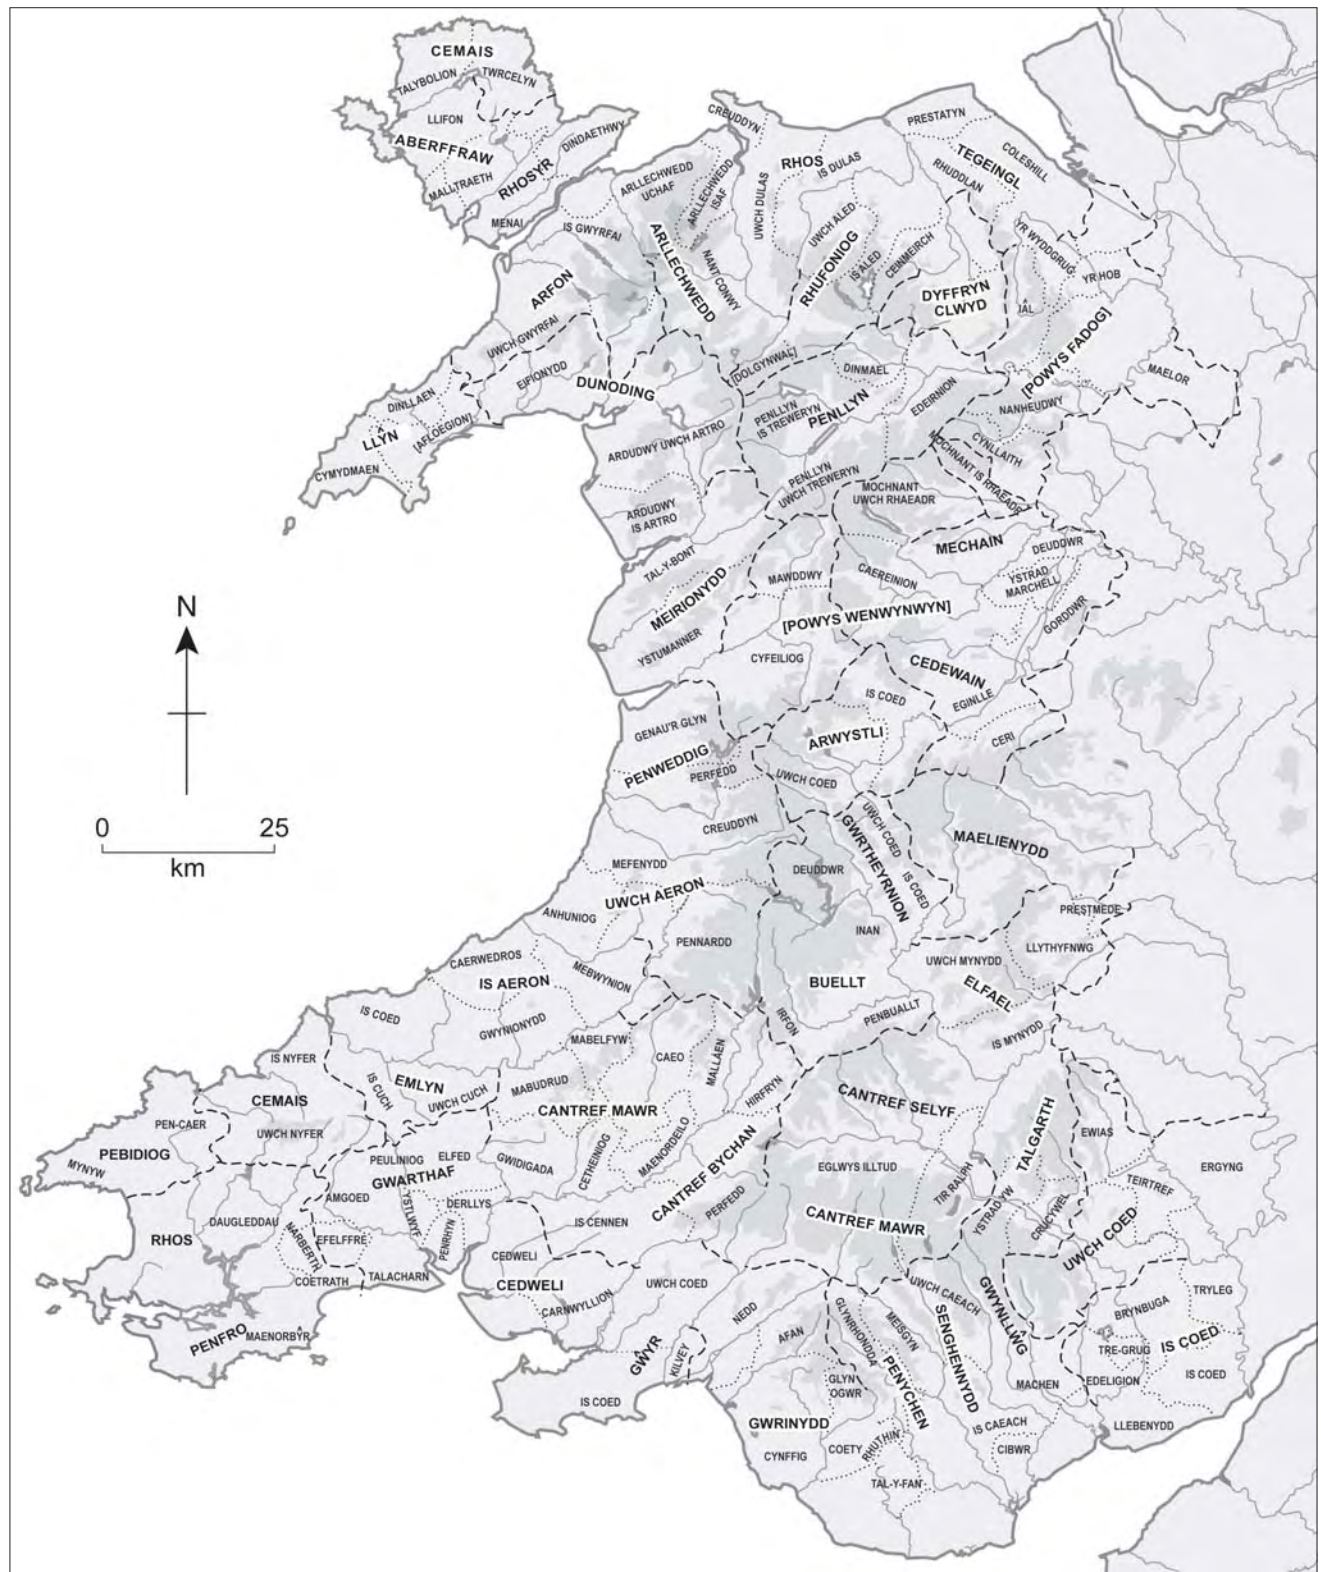 CEMAIS
TALYBOLION
TWRCELYN
LLIFON
ABERFFRAW
DINDAETHWY
RHOSYR
MALLTRAETH
MENAI
CREUDDYN
PRESTATYN
RHOS
IS DULAS
TEGEINGL
COLESHILL
RHUDDLAN
ARLLECHWEDD
UCHAF
ARLLECHWEDD
ISAF
UWCH DULAS
UWCH ALED
IS GWYRFAI
ARLLECHWEDD
NANT CONWY
RHUFONIOG
IS ALED
CEINMEIRCH
YR WYDDGRUG
YR HOB
DYFFRYN
CLWYD
IÂL
ARFON
UWCH GWYRFAI
[POWYS FADOG]
EIFIONYDD
DUNODING
[DOLGYNWAL]
DINMAEL
MAELOR
DINLLAEN
LLŶN
[AFLOEGION]
CYMYDMAEN
PENLLYN
IS TREWERYN
PENLLYN
EDEIRNION
NANHEUDWY
CYNLLAITH
MOCHNANT IS RHAEADR
ARDUDWY UWCH ARTRO
PENLLYN
UWCH TREWERYN
MOCHNANT
UWCH RHAEADR
ARDUDWY
IS ARTRO
MECHAIN
DEUDDWR
TAL-Y-BONT
MAWDDWY
CAEREINION
YSTRAD
MARCHELL
MEIRIONYDD
[POWYS WENWYNWYN]
GORDDWR
YSTUMANNER
CYFEILIOG
CEDEWAIN
N
IS COED
EGINLLE
GENAU'R GLYN
ARWYSTLI
CERI
PENWEDDIG
PERFEDD
UWCH COED
0 25
km
CREUDDYN
UWCH COED
GWRTHEYRNION
IS COED
MAELIENYDD
MEFENYDD
DEUDDWR
UWCH AERON
ANHUNIOG
PRESTMEDE
PENNARDD
INAN
LLYTHYFNWG
UWCH MYNYDD
CAERWEDROS
MEBWYNION
IS AERON
BUELLT
ELFAEL
IS COED
GWYNIONYDD
IRFON
PENBUALLT
IS MYNYDD
MABELFYW
IS NYFER
CAEO
MALLAEN
IS CUCH
EMLYN
UWCH CUCH
MABUDRUD
HIRFRYN
CANTREF SELYF
CEMAIS
CANTREF MAWR
PEN-CAER
UWCH NYFER
TALGARTH
EWIAS
PEBIDIOG
MYNYW
PEULINIOG
ELFED
GWIDIGADA
CETHEINIOG
MAENORDEILO
CANTREF BYCHAN
EGLWYS ILLTUD
TIR RALPH
ERGYNG
GWARTHAF
AMGOED
YSTLWYF
DERLLYS
PERFEDD
YSTRADYW
CRUCYWEL
TEIRTREF
DAUGLEDDAU
RHOS
NARBERTH
EFELFFRE
PENRHYN
IS CENNEN
CANTREF MAWR
UWCH COED
CEDWELI
COETRATH
TALACHARN
CEDWELI
UWCH COED
UWCH CAEACH
GWYNLLŴG
TRYLEG
CARNWYLLION
NEDD
GLYNRHONDDA
MEISGYN
SENGHENNYDD
BRYNBUGA
PENFRO
MAENORBŶR
AFAN
IS COED
GŴYR
KILVEY
TRE-GRUG
GLYN
OGWR
PENYCHEN
MACHEN
EDELIGION
IS COED
IS COED
GWRINYDD
IS CAEACH
LLEBENYDD
CYNFFIG
COETY
RHUTHIN
CIBWR
TAL-Y-FAN